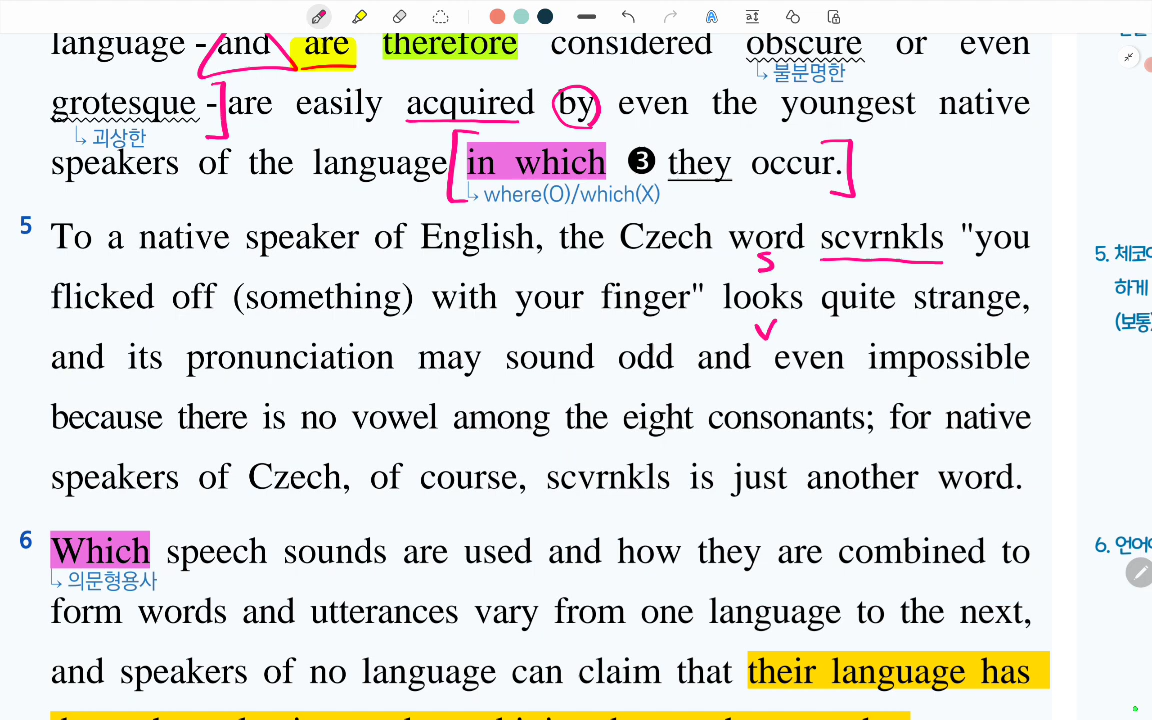 language - and are therefore considered obscure or even
↳ 불분명한
grotesque - are easily acquired by even the youngest native
↳ 괴상한
speakers of the language in which ❸ they occur.
↳ where(O)/which(X)
5 To a native speaker of English, the Czech word scvrnkls "you
S
flicked off (something) with your finger" looks quite strange,
V
and its pronunciation may sound odd and even impossible
because there is no vowel among the eight consonants; for native
speakers of Czech, of course, scvrnkls is just another word.
6 Which speech sounds are used and how they are combined to
↳ 의문형용사
form words and utterances vary from one language to the next,
and speakers of no language can claim that their language has
5. 체코
하게
(보통
6. 언어